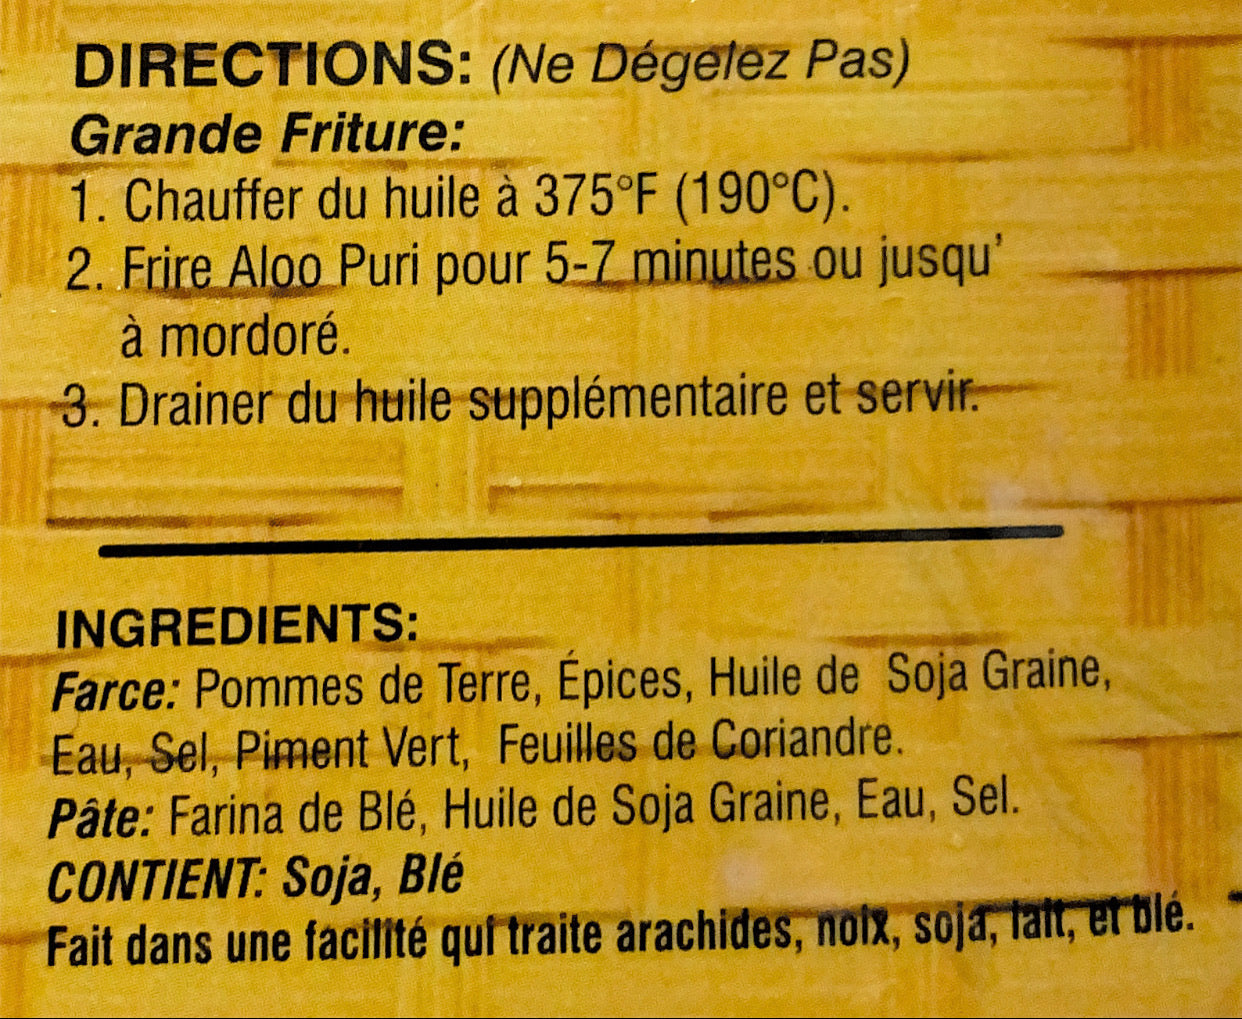 DIRECTIONS: (Ne Dégelez Pas)
Grande Friture:
1. Chauffer du huile à 375°F (190°C).
2. Frire Aloo Puri pour 5-7 minutes ou jusqu'
à mordoré.
3. Drainer du huile supplémentaire et servir.
INGREDIENTS:
Farce: Pommes de Terre, Épices, Huile de Soja Graine,
Eau, Sel, Piment Vert, Feuilles de Coriandre.
Pâte: Farina de Blé, Huile de Soja Graine, Eau, Sel.
CONTIENT: Soja, Blé
Fait dans une facilité qui traite arachides, noix, soja, lait, et blé.